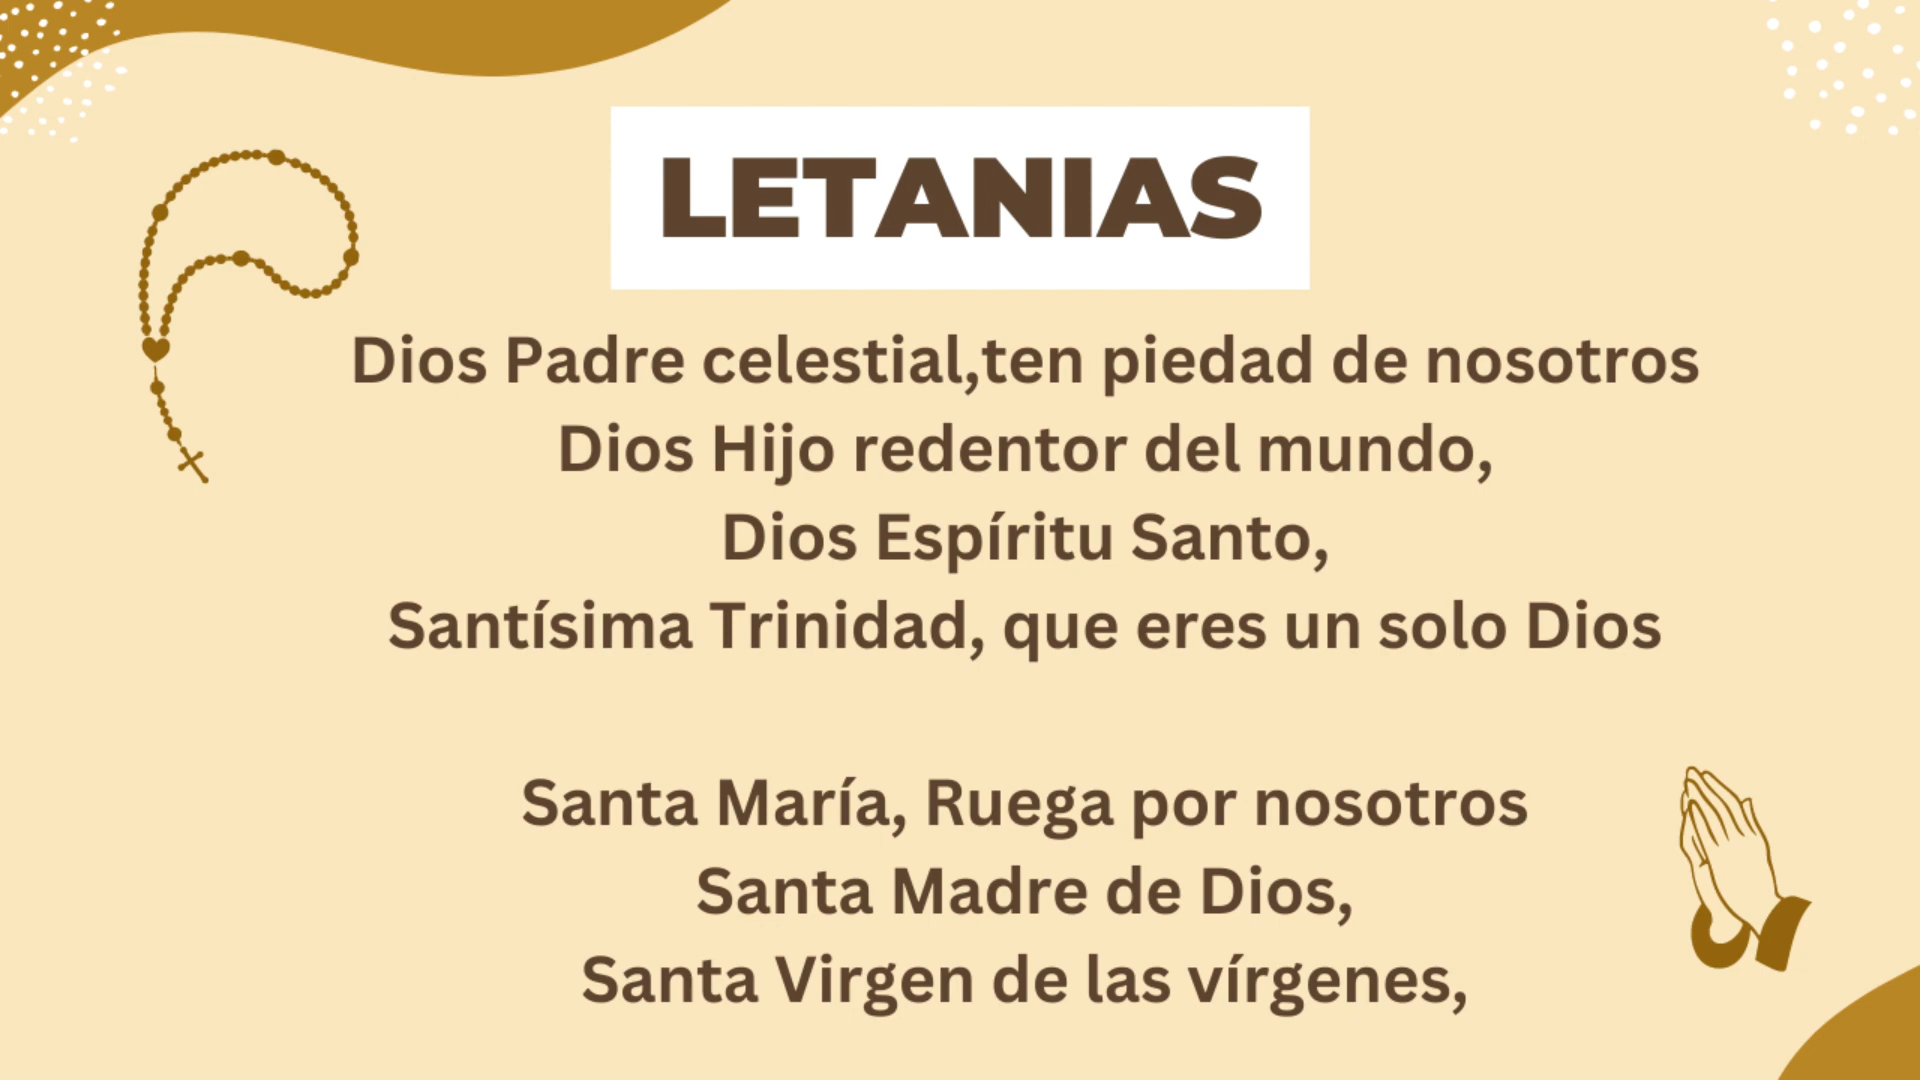 LETANIAS
Dios Padre celestial,ten piedad de nosotros
Dios Hijo redentor del mundo,
Dios Espíritu Santo,
Santísima Trinidad, que eres un solo Dios
Santa María, Ruega por nosotros
Santa Madre de Dios,
Santa Virgen de las vírgenes,